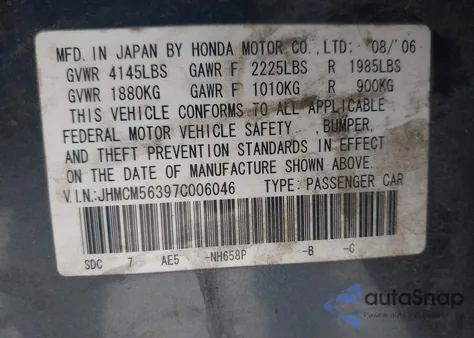 MFD. IN JAPAN BY HONDA MOTOR CO., LTD; 08/'06
GVWR 4145LBS GAWR F 2225LBS R 1985LBS
GVWR 1880KG GAWR F 1010KG R 900KG
THIS VEHICLE CONFORMS TO ALL APPLICABLE
FEDERAL MOTOR VEHICLE SAFETY , BUMPER,
AND THEFT PREVENTION STANDARDS IN EFFECT
ON THE DATE OF MANUFACTURE SHOWN ABOVE.
V.I.N:JHMCM56397C006046 TYPE: PASSENGER CAR
SDC 7 AE5 -NH658P -B -C
autoSnap